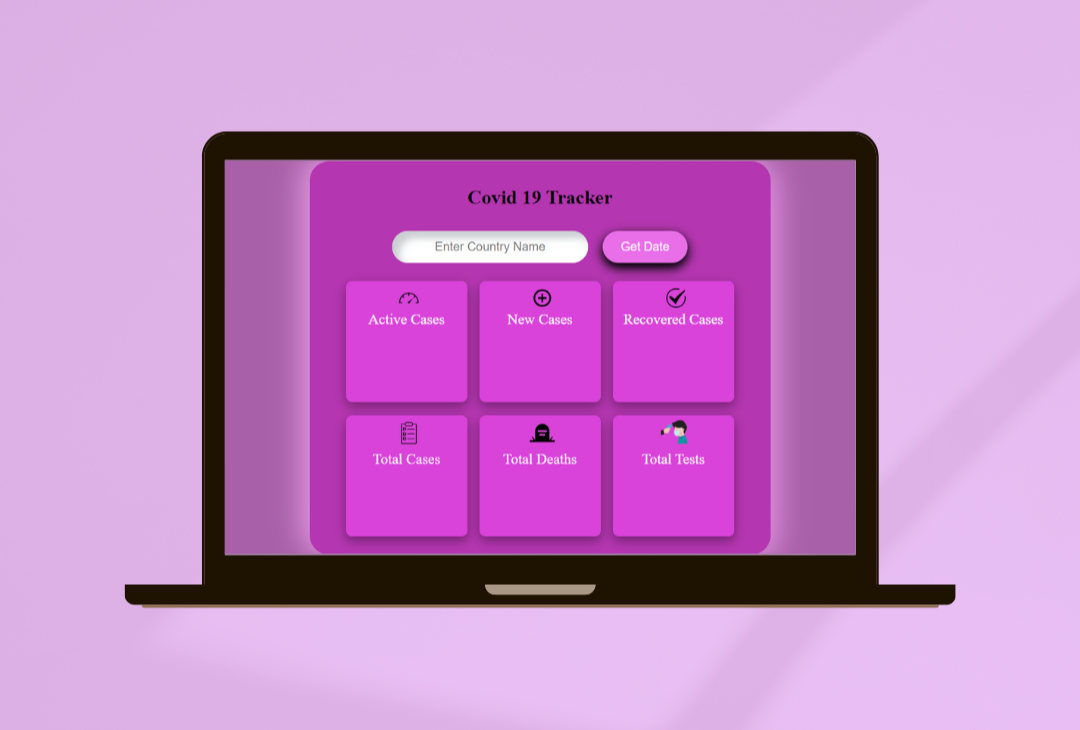 Covid 19 Tracker
Enter Country Name
Get Date
Active Cases
New Cases
Recovered Cases
Total Cases
Total Deaths
Total Tests